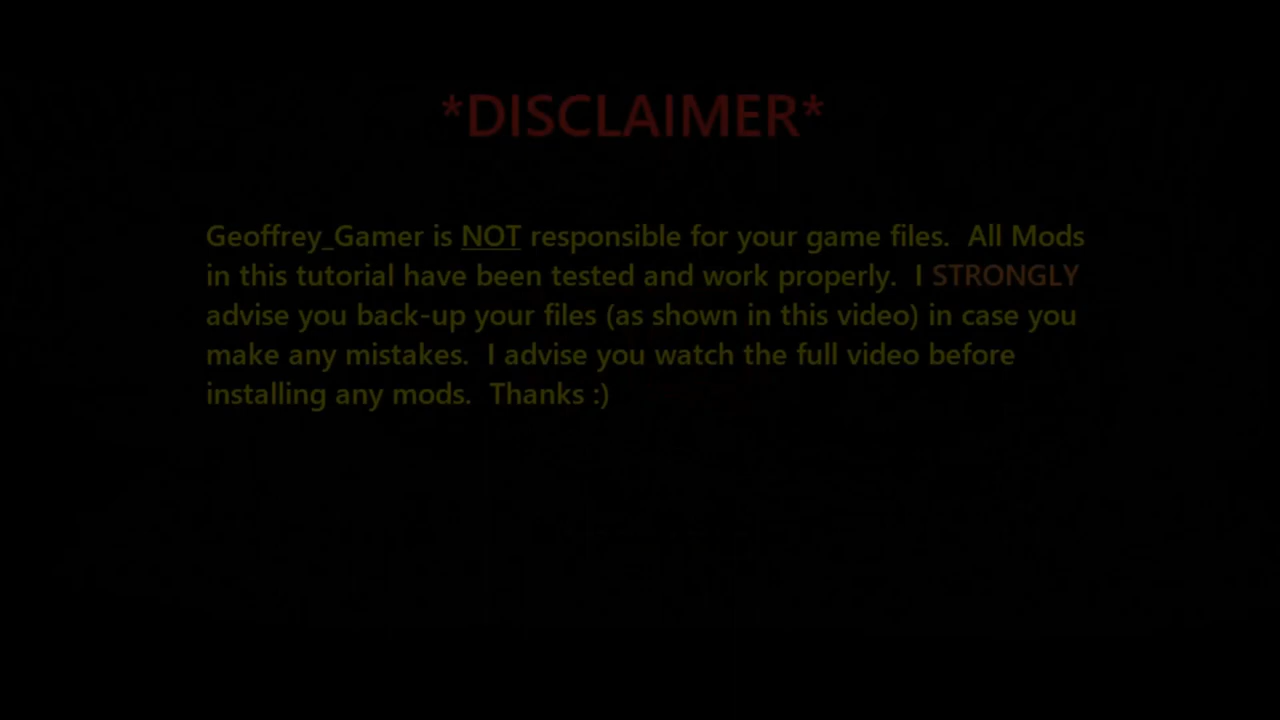 *DISCLAIMER*
Geoffrey_Gamer is NOT responsible for your game files.  All Mods
in this tutorial have been tested and work properly.  I STRONGLY
advise you back-up your files (as shown in this video) in case you
make any mistakes.  I advise you watch the full video before
installing any mods.  Thanks :)